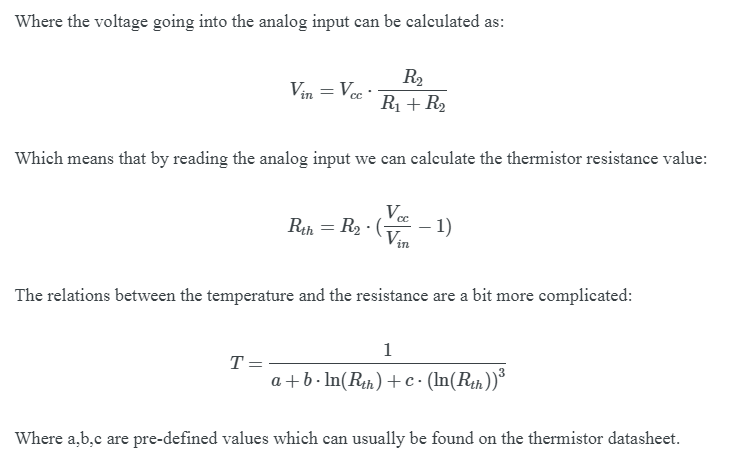 Where the voltage going into the analog input can be calculated as:
V_in = V_cc · R_2 / (R_1 + R_2)
Which means that by reading the analog input we can calculate the thermistor resistance value:
R_th = R_2 · (V_cc / V_in − 1)
The relations between the temperature and the resistance are a bit more complicated:
T = 1 / (a + b · ln(R_th) + c · (ln(R_th))^3)
Where a,b,c are pre-defined values which can usually be found on the thermistor datasheet.